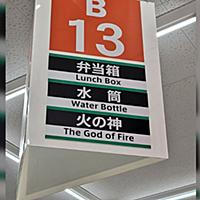 B
13
弁当箱
Lunch Box
水筒
Water Bottle
火の神
The God of Fire